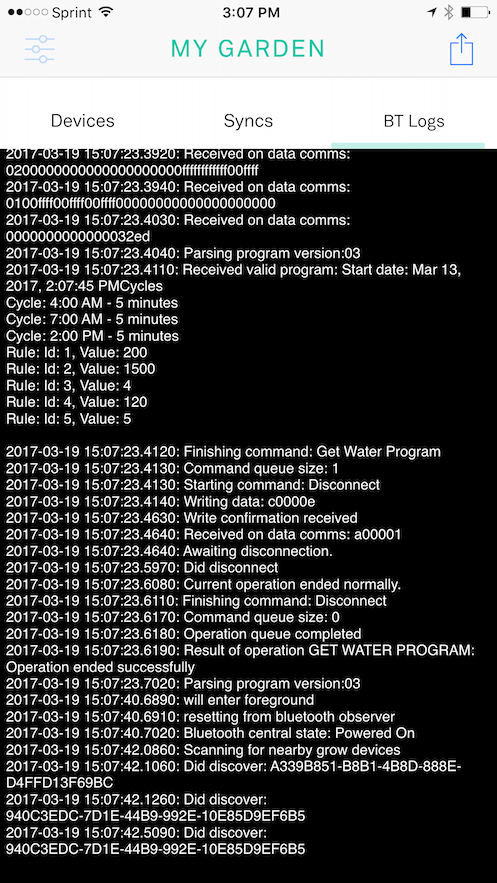 Sprint 3:07 PM
MY GARDEN
Devices Syncs BT Logs
2017-03-19 15:07:23.3920: Received on data comms:
020000000000000000000000ffffffffffff00ffff
2017-03-19 15:07:23.3940: Received on data comms:
0100ffff00ffff00ffff00000000000000000000
2017-03-19 15:07:23.4030: Received on data comms:
0000000000000032ed
2017-03-19 15:07:23.4040: Parsing program version:03
2017-03-19 15:07:23.4110: Received valid program: Start date: Mar 13,
2017, 2:07:45 PMCycles
Cycle: 4:00 AM - 5 minutes
Cycle: 7:00 AM - 5 minutes
Cycle: 2:00 PM - 5 minutes
Rule: Id: 1, Value: 200
Rule: Id: 2, Value: 1500
Rule: Id: 3, Value: 4
Rule: Id: 4, Value: 120
Rule: Id: 5, Value: 5
2017-03-19 15:07:23.4120: Finishing command: Get Water Program
2017-03-19 15:07:23.4130: Command queue size: 1
2017-03-19 15:07:23.4130: Starting command: Disconnect
2017-03-19 15:07:23.4140: Writing data: c0000e
2017-03-19 15:07:23.4630: Write confirmation received
2017-03-19 15:07:23.4640: Received on data comms: a00001
2017-03-19 15:07:23.4640: Awaiting disconnection.
2017-03-19 15:07:23.5970: Did disconnect
2017-03-19 15:07:23.6080: Current operation ended normally.
2017-03-19 15:07:23.6110: Finishing command: Disconnect
2017-03-19 15:07:23.6170: Command queue size: 0
2017-03-19 15:07:23.6180: Operation queue completed
2017-03-19 15:07:23.6190: Result of operation GET WATER PROGRAM:
Operation ended successfully
2017-03-19 15:07:23.7020: Parsing program version:03
2017-03-19 15:07:40.6890: will enter foreground
2017-03-19 15:07:40.6910: resetting from bluetooth observer
2017-03-19 15:07:40.7020: Bluetooth central state: Powered On
2017-03-19 15:07:42.0860: Scanning for nearby grow devices
2017-03-19 15:07:42.1060: Did discover: A339B851-B8B1-4B8D-888E-
D4FFD13F69BC
2017-03-19 15:07:42.1260: Did discover:
940C3EDC-7D1E-44B9-992E-10E85D9EF6B5
2017-03-19 15:07:42.5090: Did discover:
940C3EDC-7D1E-44B9-992E-10E85D9EF6B5